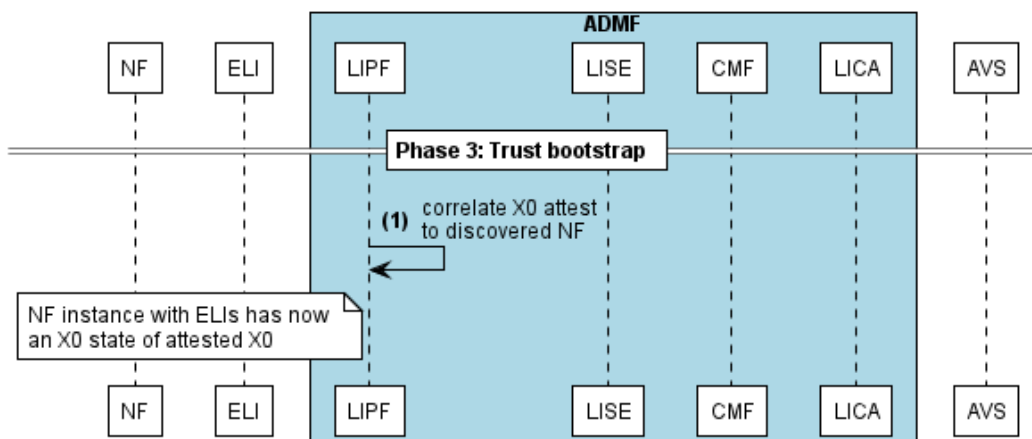 ADMF
NF ELI LIPF LISE CMF LICA AVS
Phase 3: Trust bootstrap
(1) correlate X0 attest
to discovered NF
NF instance with ELIs has now
an X0 state of attested X0
NF ELI LIPF LISE CMF LICA AVS